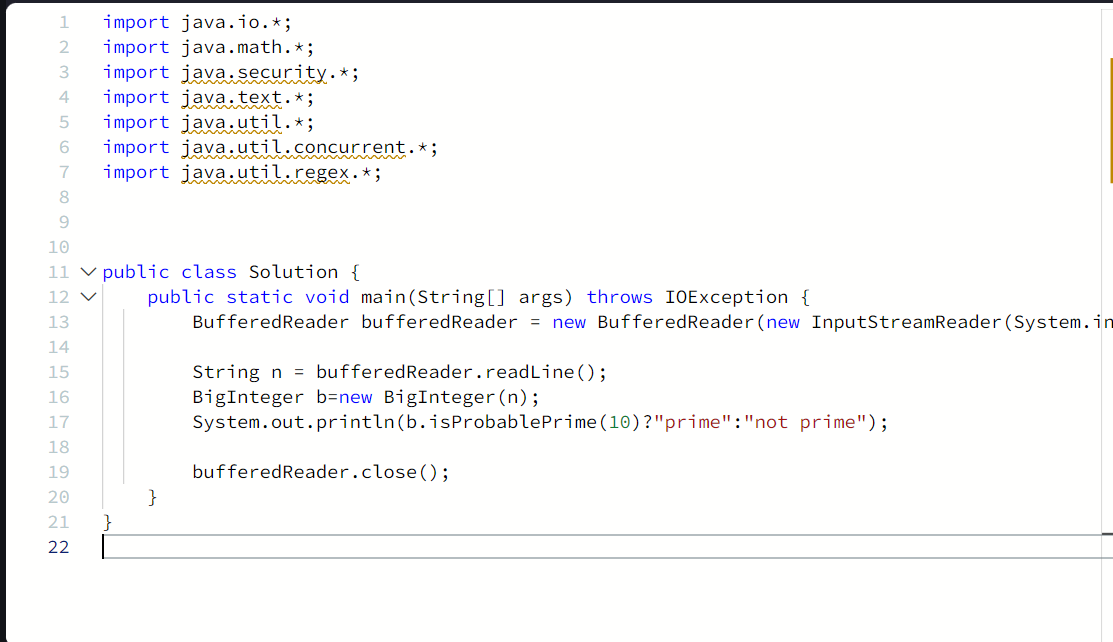 1 import java.io.*;
2 import java.math.*;
3 import java.security.*;
4 import java.text.*;
5 import java.util.*;
6 import java.util.concurrent.*;
7 import java.util.regex.*;
8
9
10
11 public class Solution {
12     public static void main(String[] args) throws IOException {
13         BufferedReader bufferedReader = new BufferedReader(new InputStreamReader(System.in
14
15         String n = bufferedReader.readLine();
16         BigInteger b=new BigInteger(n);
17         System.out.println(b.isProbablePrime(10)?"prime":"not prime");
18
19         bufferedReader.close();
20     }
21 }
22